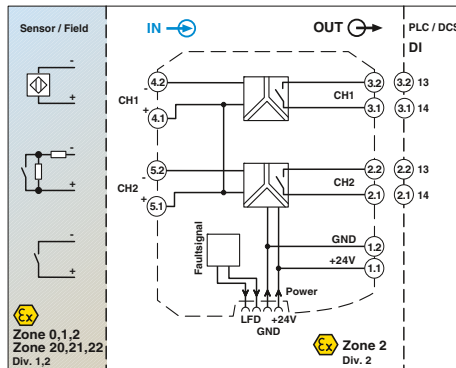 Sensor / Field
IN
OUT
PLC / DCS
DI
-
+
-
+
-
+
4.2
-
CH1
+
4.1
3.2
CH1
3.1
3.2 13
3.1 14
5.2
-
CH2
+
5.1
2.2
CH2
2.1
2.2 13
2.1 14
Faultsignal
GND
1.2
+24V
1.1
Power
LFD
+24V
GND
Ex
Zone 0,1,2
Zone 20,21,22
Div. 1,2
Ex
Zone 2
Div. 2